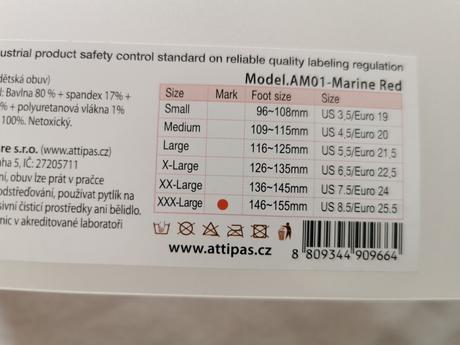 ustrial product safety control standard on reliable quality labeling regulation
Model.AM01-Marine Red
dětská obuv)
: Bavlna 80 % + spandex 17% +
% + polyuretanová vlákna 1%
100%. Netoxický.
re s.r.o. (www.attipas.cz)
aha 5, IČ: 27205711
ní, obuv lze prát v pračce
odstředování, používat pytlík na
sivní čisticí prostředky ani bělidlo.
nic v akreditované laboratoři
Size Mark Foot size Size
Small 96~108mm US 3,5/Euro 19
Medium 109~115mm US 4,5/Euro 20
Large 116~125mm US 5,5/Euro 21,5
X-Large 126~135mm US 6,5/Euro 22,5
XX-Large 136~145mm US 7.5/Euro 24
XXX-Large 146~155mm US 8.5/Euro 25.5
www.attipas.cz
8 809344 909664